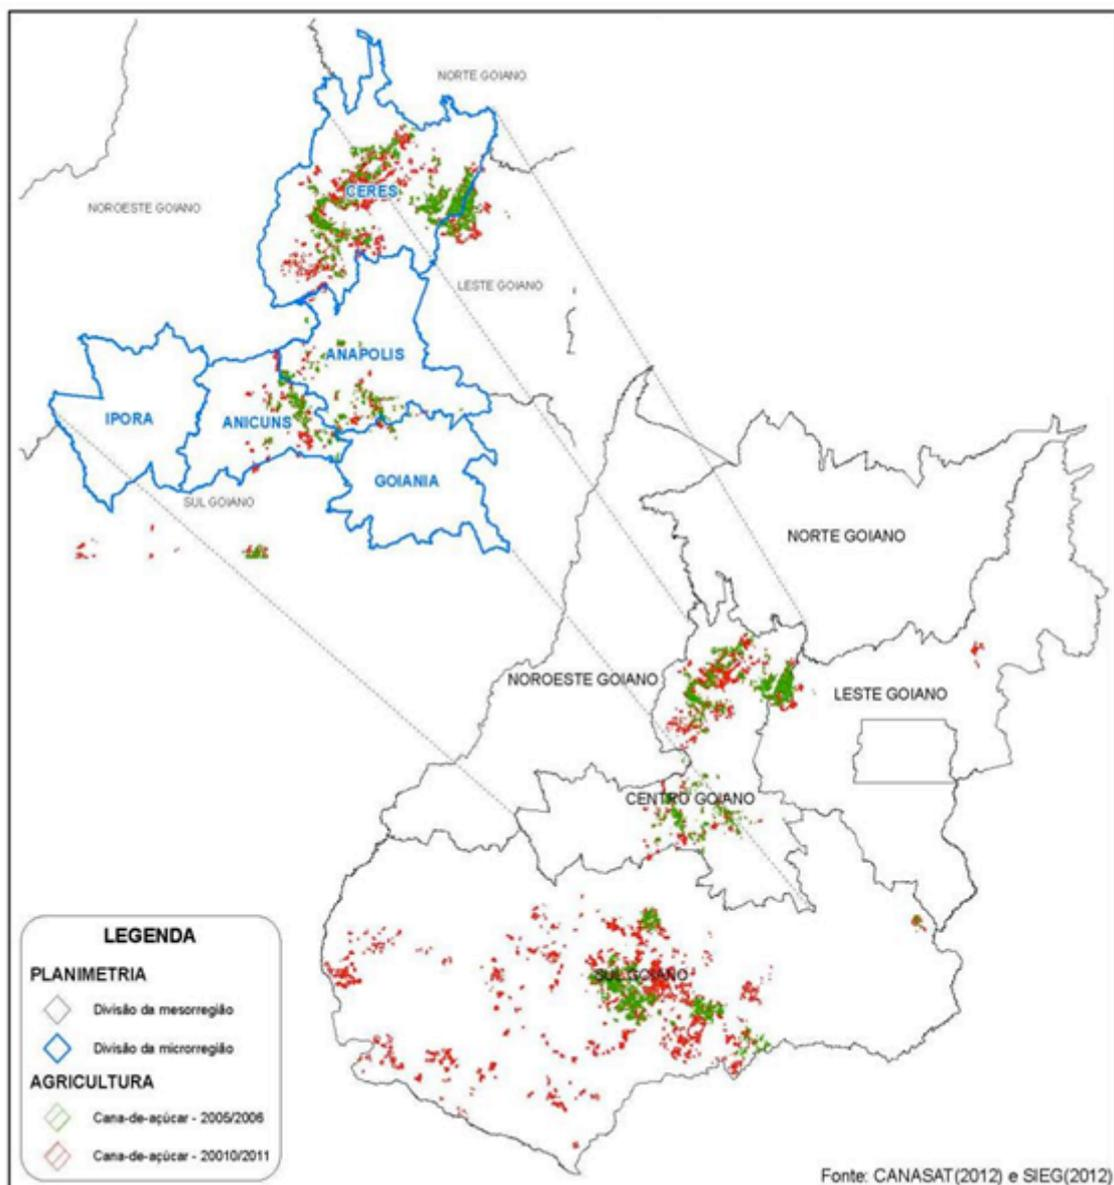 NORTE GOIANO
CERES
NOROESTE GOIANO
LESTE GOIANO
ANAPOLIS
IPORA
ANICUNS
GOIANIA
SUL GOIANO
NORTE GOIANO
NOROESTE GOIANO
LESTE GOIANO
CENTRO GOIANO
SUL GOIANO
LEGENDA
PLANIMETRIA
Divisão da mesorregião
Divisão da microrregião
AGRICULTURA
Cana-de-açúcar - 2005/2006
Cana-de-açúcar - 20010/2011
Fonte: CANASAT(2012) e SIEG(2012)